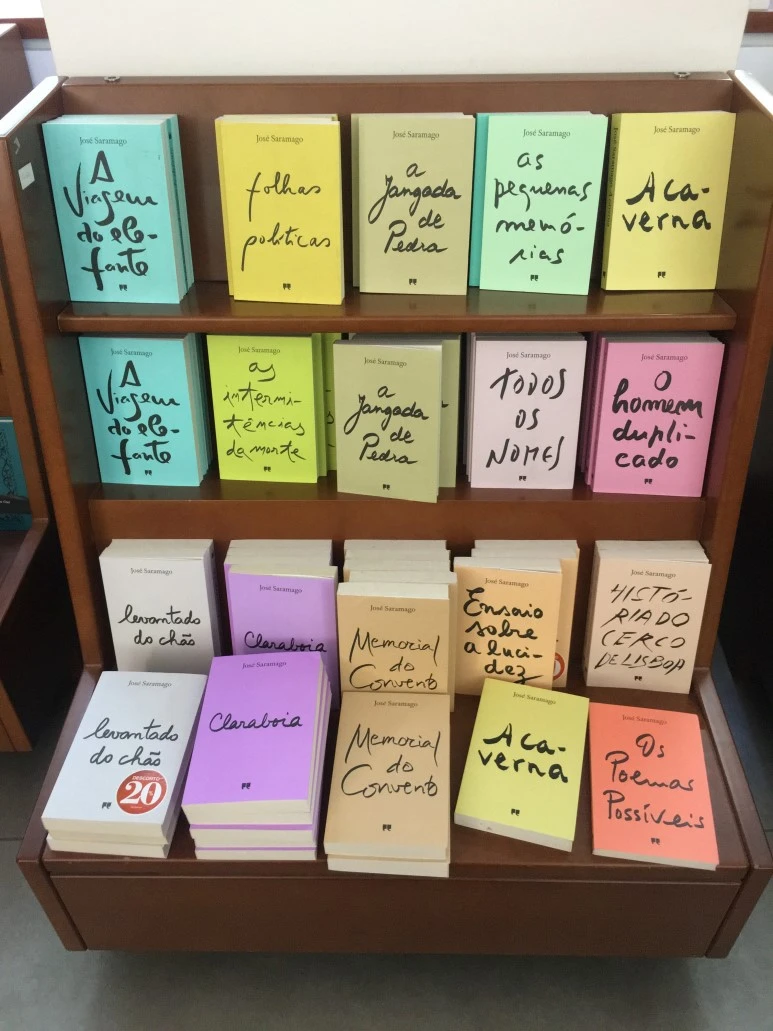 José Saramago
A
Viagem
do ele-
fante
José Saramago
folhas
políticas
José Saramago
a
Jangada
de
Pedra
José Saramago
as
pequenas
memó-
rias
José Saramago
A ca-
verna
José Saramago
A
Viagem
do ele-
fante
José Saramago
as
intermi-
tências
da morte
José Saramago
a
Jangada
de
Pedra
José Saramago
TODOS
OS
NOMES
José Saramago
O
homem
dupli-
cado
José Saramago
levantado
do chão
José Saramago
Claraboia
José Saramago
Memorial
do
Convento
José Saramago
Ensaio
sobre
a luci-
dez
José Saramago
HISTÓ-
RIA DO
CERCO
DE LISBOA
José Saramago
levantado
do chão
DESCONTO
20
José Saramago
Claraboia
José Saramago
Memorial
do
Convento
José Saramago
A ca-
verna
José Saramago
Os
Poemas
Possíveis